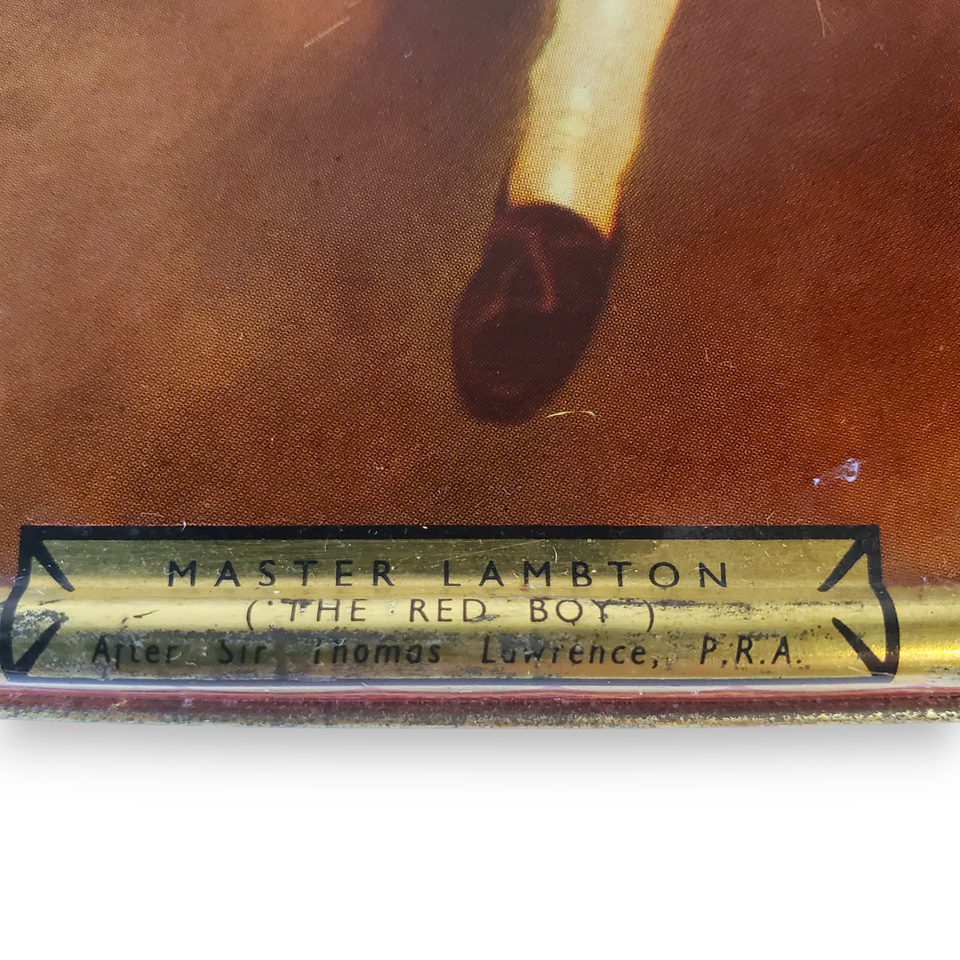 MASTER LAMBTON
(THE RED BOY)
After Sir Thomas Lawrence, P.R.A.